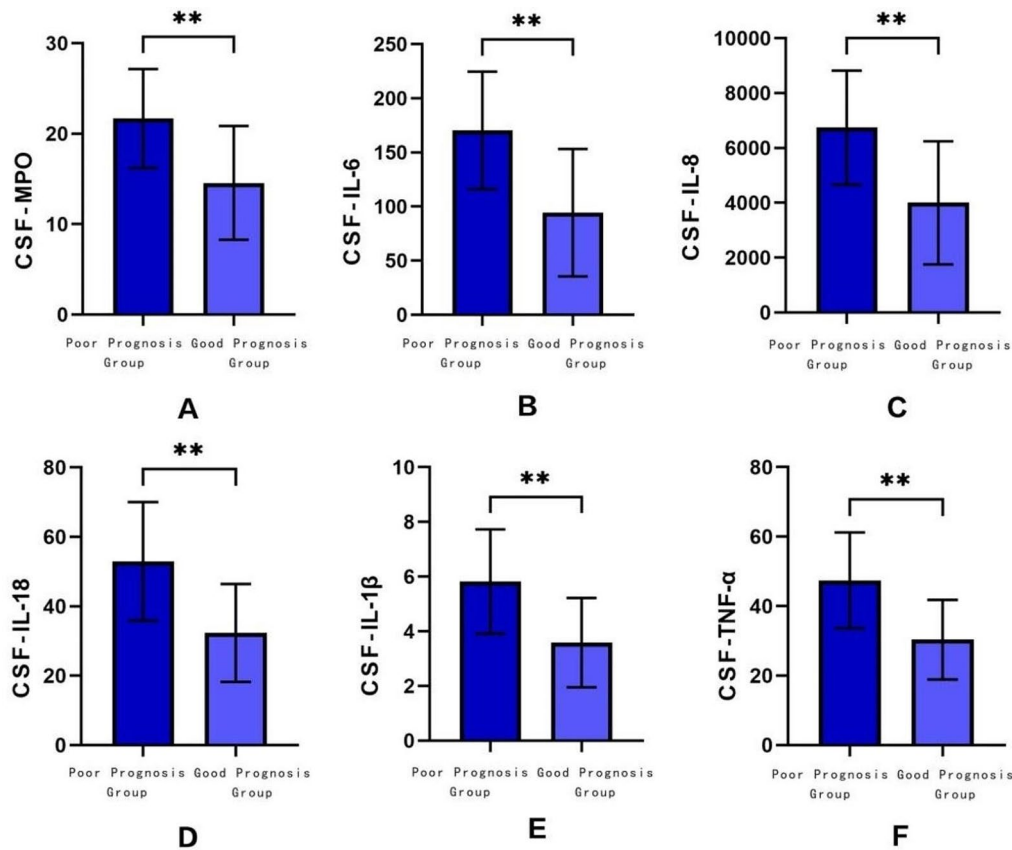 **
30
20
10
0
CSF-MPO
Poor Prognosis Good Prognosis
Group Group
A
**
250
200
150
100
50
0
CSF-IL-6
Poor Prognosis Good Prognosis
Group Group
B
**
10000
8000
6000
4000
2000
0
CSF-IL-8
Poor Prognosis Good Prognosis
Group Group
C
**
80
60
40
20
0
CSF-IL-18
Poor Prognosis Good Prognosis
Group Group
D
**
10
8
6
4
2
0
CSF-IL-1β
Poor Prognosis Good Prognosis
Group Group
E
**
80
60
40
20
0
CSF-TNF-α
Poor Prognosis Good Prognosis
Group Group
F